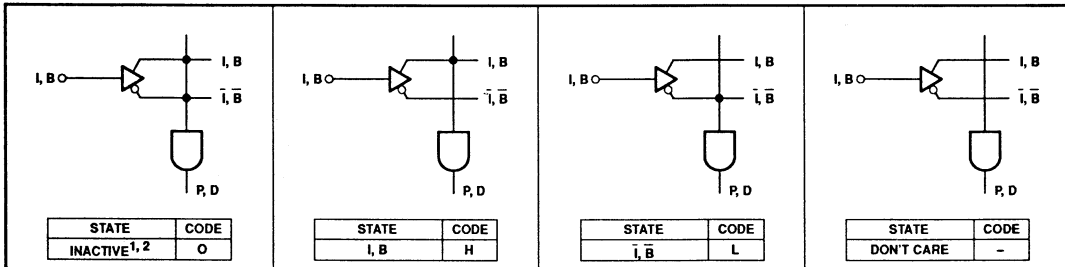 I, B
I, B
I̅, B̅
P, D
STATE CODE
INACTIVE1, 2 O
I, B
I, B
I̅, B̅
P, D
STATE CODE
I, B H
I, B
I, B
I̅, B̅
P, D
STATE CODE
I̅, B̅ L
I, B
I, B
I̅, B̅
P, D
STATE CODE
DON'T CARE –